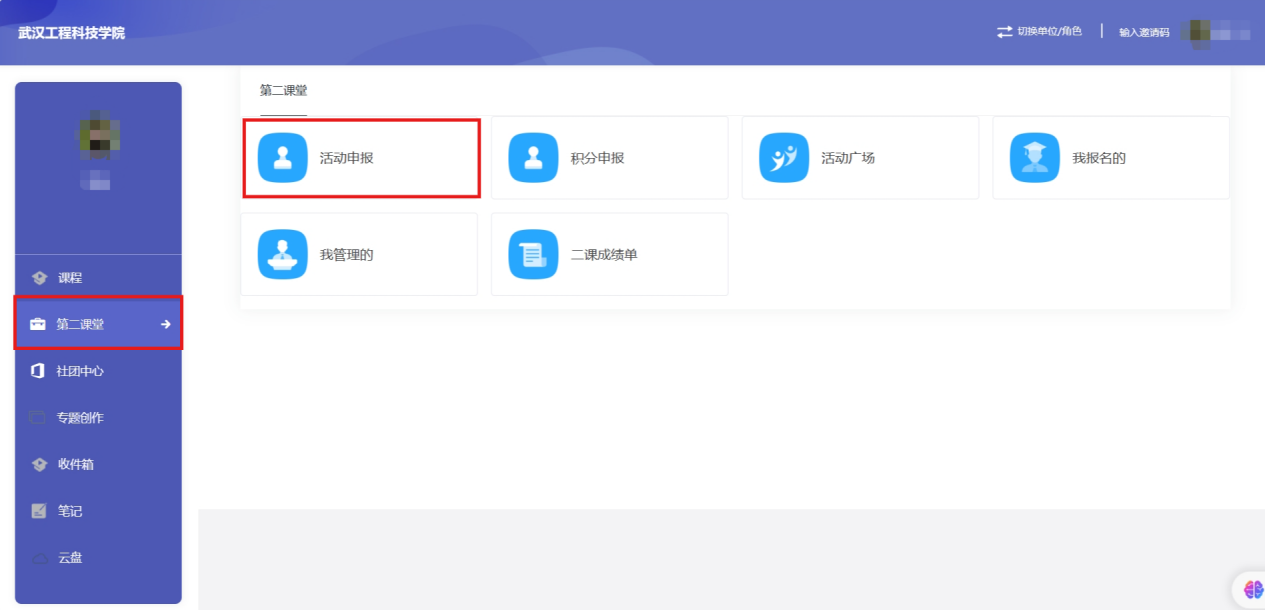 武汉工程科技学院
切换单位/角色
输入邀请码
第二课堂
活动申报
积分申报
活动广场
我报名的
我管理的
二课成绩单
课程
第二课堂
社团中心
专题创作
收件箱
笔记
云盘